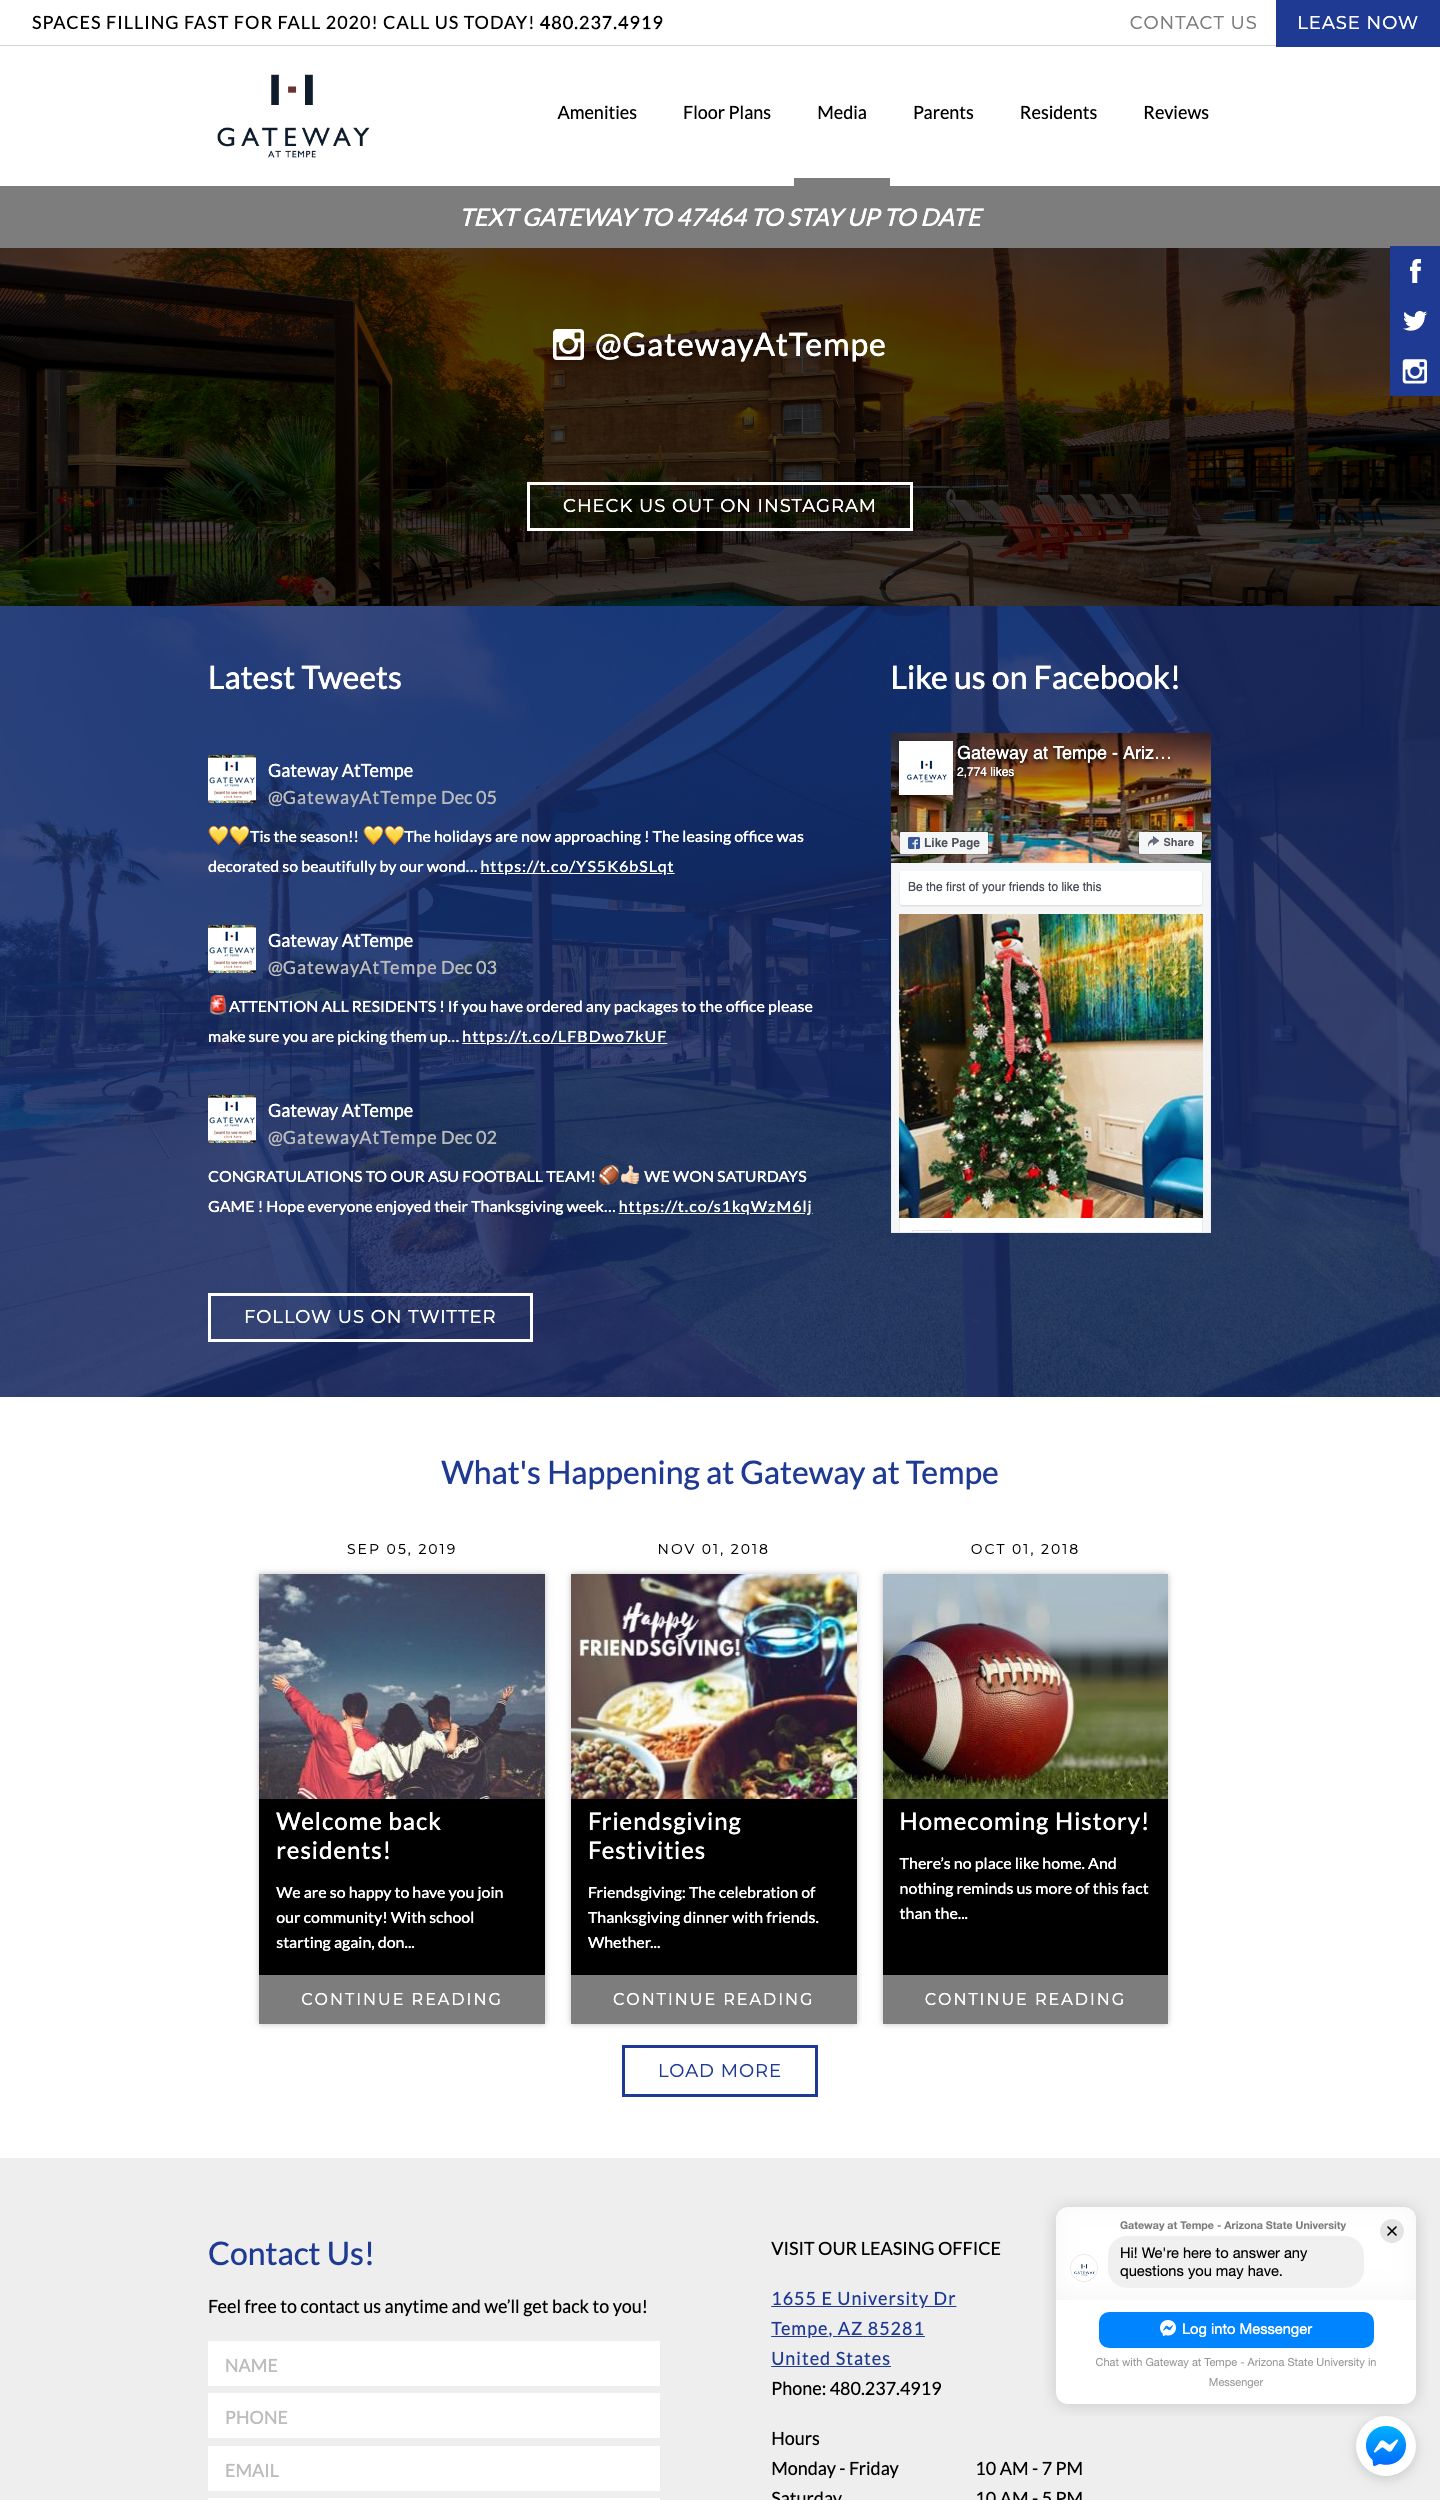 SPACES FILLING FAST FOR FALL 2020! CALL US TODAY! 480.237.4919
CONTACT US
LEASE NOW
GATEWAY
AT TEMPE
Amenities
Floor Plans
Media
Parents
Residents
Reviews
TEXT GATEWAY TO 47464 TO STAY UP TO DATE
@GatewayAtTempe
CHECK US OUT ON INSTAGRAM
Latest Tweets
Gateway AtTempe
@GatewayAtTempe Dec 05
💛💛Tis the season!! 💛💛The holidays are now approaching ! The leasing office was
decorated so beautifully by our wond… https://t.co/YS5K6bSLqt
Gateway AtTempe
@GatewayAtTempe Dec 03
🚨ATTENTION ALL RESIDENTS ! If you have ordered any packages to the office please
make sure you are picking them up… https://t.co/LFBDwo7kUF
Gateway AtTempe
@GatewayAtTempe Dec 02
CONGRATULATIONS TO OUR ASU FOOTBALL TEAM! 🏈👍🏻 WE WON SATURDAYS
GAME ! Hope everyone enjoyed their Thanksgiving week… https://t.co/s1kqWzM6lj
FOLLOW US ON TWITTER
Like us on Facebook!
GATEWAY
Gateway at Tempe - Ariz…
2,774 likes
Like Page
Share
Be the first of your friends to like this
What's Happening at Gateway at Tempe
SEP 05, 2019
Welcome back
residents!
We are so happy to have you join
our community! With school
starting again, don...
CONTINUE READING
NOV 01, 2018
Happy
FRIENDSGIVING!
Friendsgiving
Festivities
Friendsgiving: The celebration of
Thanksgiving dinner with friends.
Whether...
CONTINUE READING
OCT 01, 2018
Homecoming History!
There’s no place like home. And
nothing reminds us more of this fact
than the...
CONTINUE READING
LOAD MORE
Contact Us!
Feel free to contact us anytime and we’ll get back to you!
NAME
PHONE
EMAIL
VISIT OUR LEASING OFFICE
1655 E University Dr
Tempe, AZ 85281
United States
Phone: 480.237.4919
Hours
Monday - Friday 10 AM - 7 PM
Saturday 10 AM - 5 PM
Gateway at Tempe - Arizona State University
Hi! We're here to answer any
questions you may have.
Log into Messenger
Chat with Gateway at Tempe - Arizona State University in
Messenger